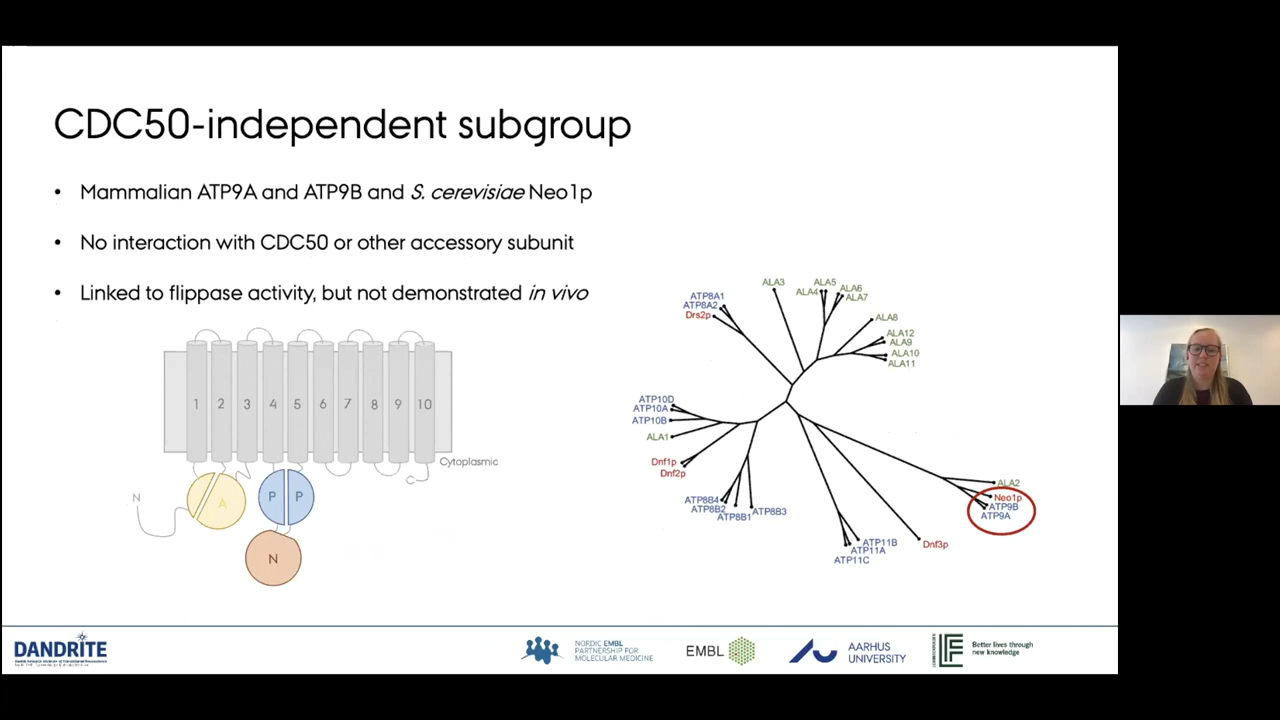 CDC50-independent subgroup
• Mammalian ATP9A and ATP9B and S. cerevisiae Neo1p
• No interaction with CDC50 or other accessory subunit
• Linked to flippase activity, but not demonstrated in vivo
1 2 3 4 5 6 7 8 9 10
Cytoplasmic
C
N
A
P P
N
ALA3
ALA5
ALA4
ALA6
ALA7
ATP8A1
ATP8A2
Drs2p
ALA8
ALA12
ALA9
ALA10
ALA11
ATP10D
ATP10A
ATP10B
ALA1
Dnf1p
Dnf2p
ATP8B4
ATP8B2
ATP8B1
ATP8B3
ALA2
Neo1p
ATP9B
ATP9A
ATP11B
ATP11A
ATP11C
Dnf3p
DANDRITE
NORDIC EMBL
PARTNERSHIP FOR
MOLECULAR MEDICINE
EMBL
AARHUS
UNIVERSITY
Better lives through
new knowledge